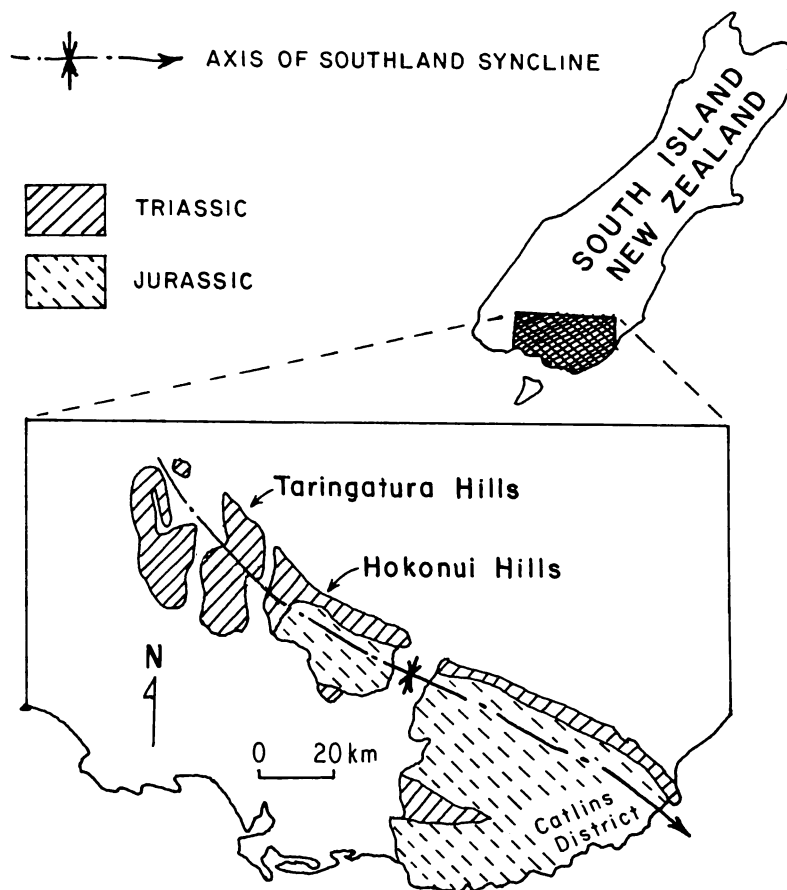 AXIS OF SOUTHLAND SYNCLINE
SOUTH ISLAND
NEW ZEALAND
TRIASSIC
JURASSIC
Taringatura Hills
Hokonui Hills
N
0 20 km
Catlins
District